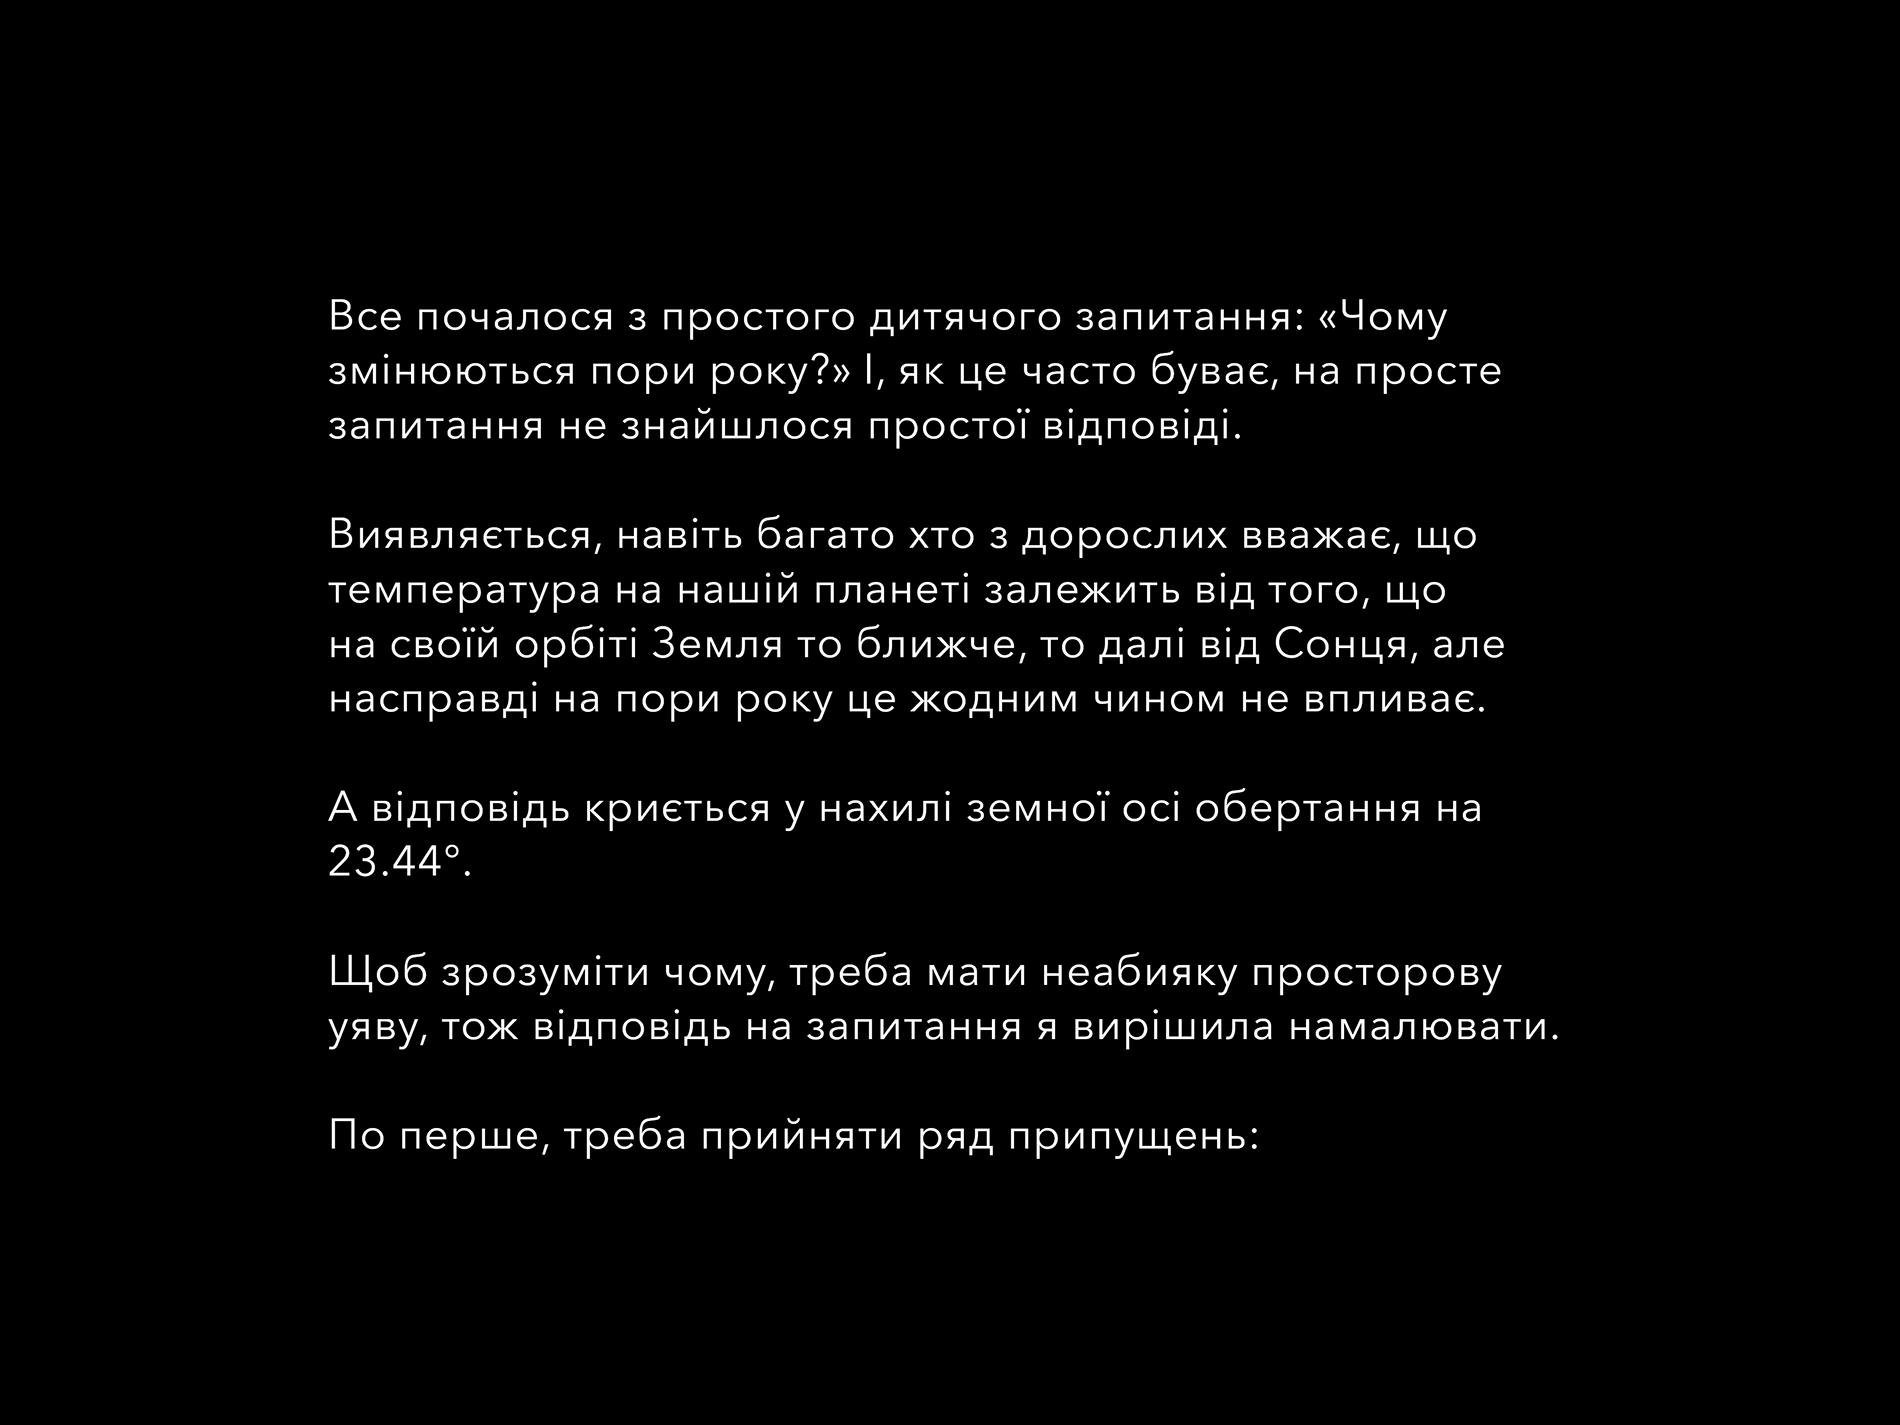 Все почалося з простого дитячого запитання: «Чому
змінюються пори року?» І, як це часто буває, на просте
запитання не знайшлося простої відповіді.
Виявляється, навіть багато хто з дорослих вважає, що
температура на нашій планеті залежить від того, що
на своїй орбіті Земля то ближче, то далі від Сонця, але
насправді на пори року це жодним чином не впливає.
А відповідь криється у нахилі земної осі обертання на
23.44°.
Щоб зрозуміти чому, треба мати неабияку просторову
уяву, тож відповідь на запитання я вирішила намалювати.
По перше, треба прийняти ряд припущень: